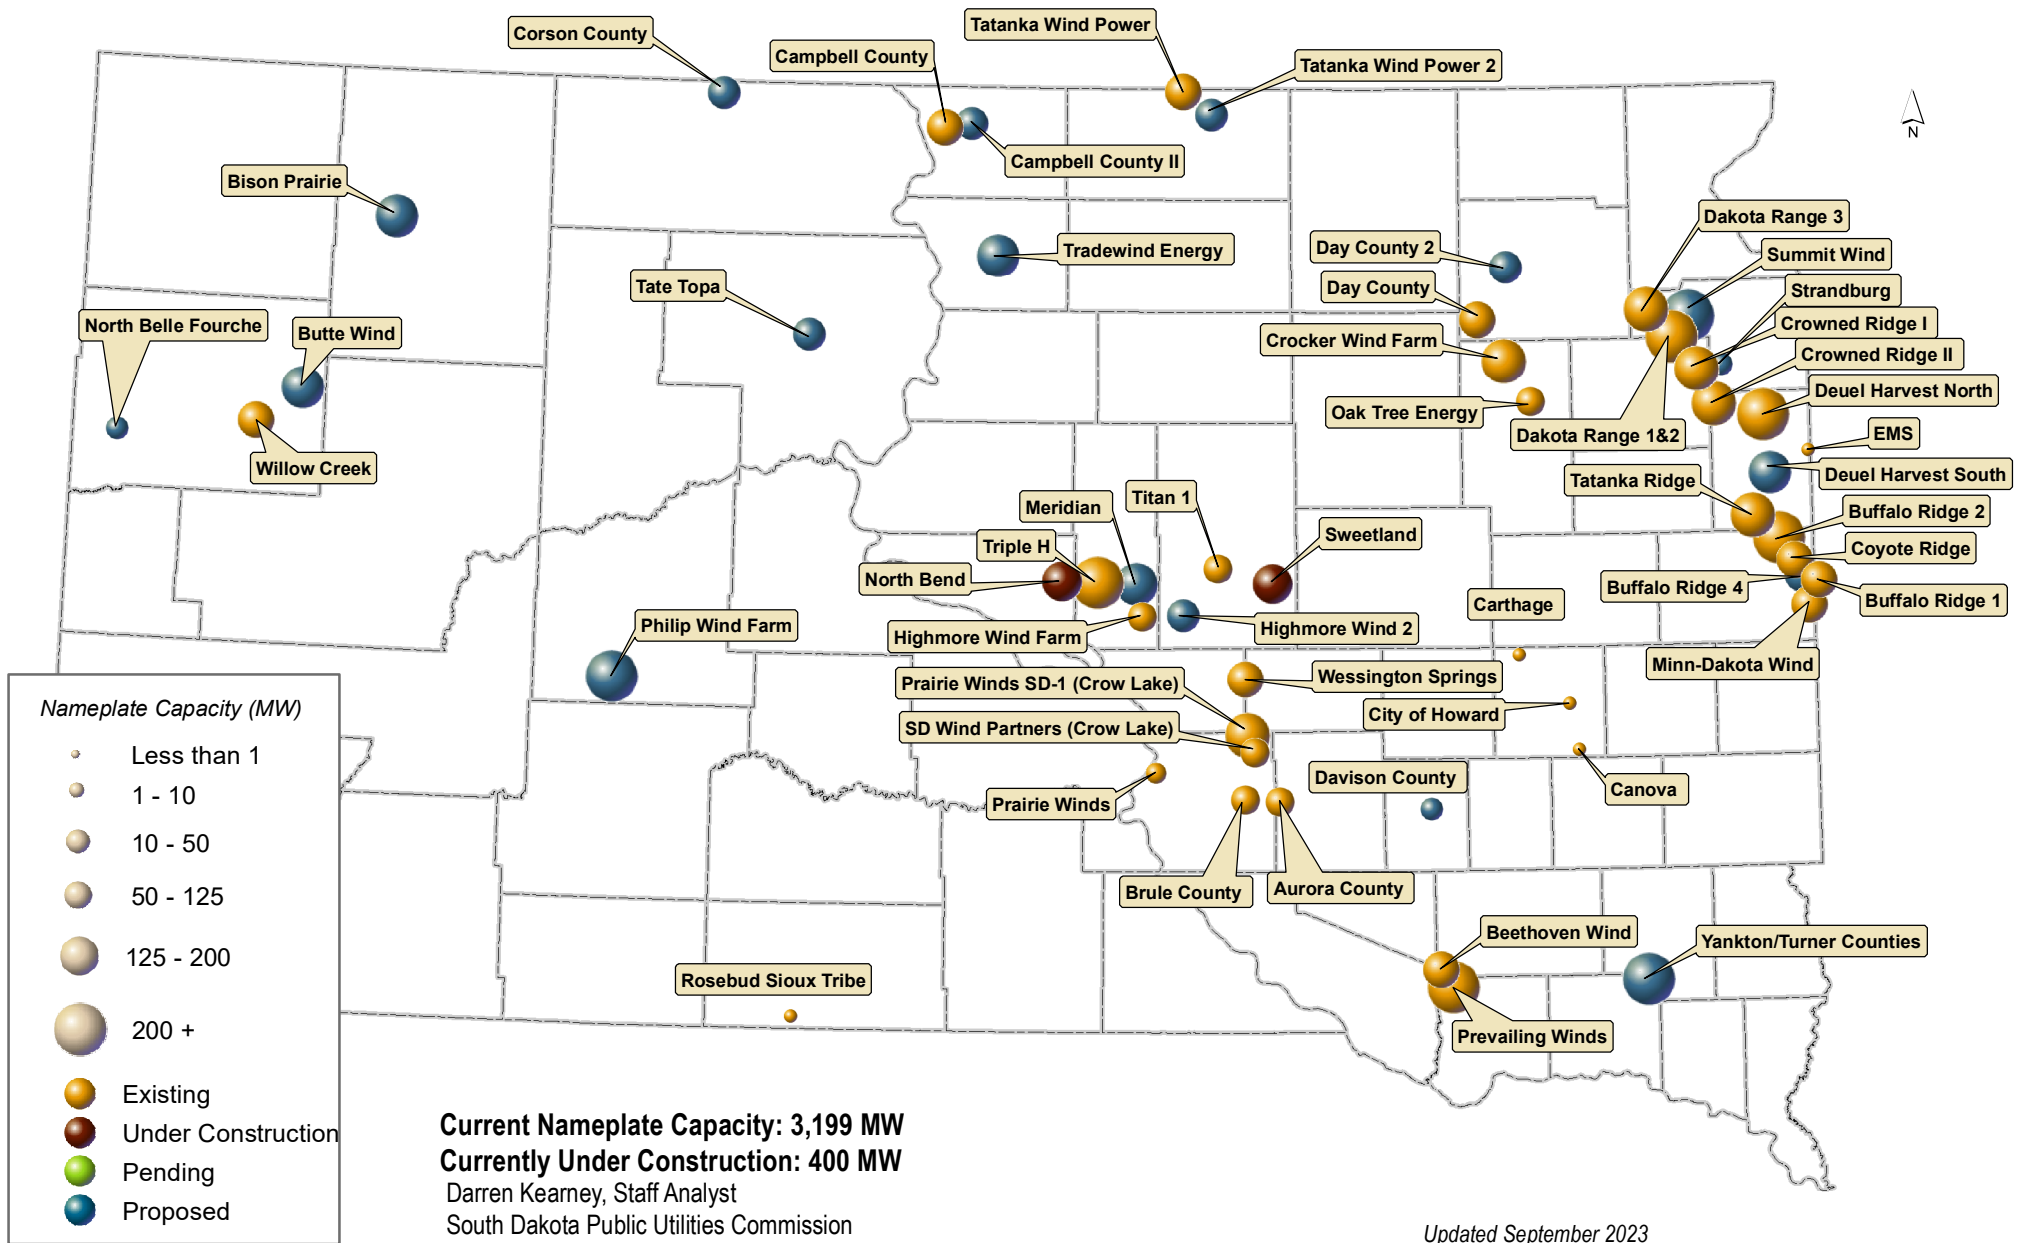 Corson County
Campbell County
Tatanka Wind Power
Tatanka Wind Power 2
Campbell County II
Bison Prairie
Tradewind Energy
Tate Topa
North Belle Fourche
Butte Wind
Willow Creek
Day County 2
Day County
Crocker Wind Farm
Oak Tree Energy
Dakota Range 3
Summit Wind
Strandburg
Crowned Ridge I
Crowned Ridge II
Deuel Harvest North
Dakota Range 1&2
EMS
Deuel Harvest South
Tatanka Ridge
Buffalo Ridge 2
Coyote Ridge
Buffalo Ridge 4
Buffalo Ridge 1
Minn-Dakota Wind
Meridian
Titan 1
Triple H
North Bend
Sweetland
Highmore Wind Farm
Highmore Wind 2
Philip Wind Farm
Carthage
Wessington Springs
Prairie Winds SD-1 (Crow Lake)
City of Howard
SD Wind Partners (Crow Lake)
Canova
Davison County
Prairie Winds
Brule County
Aurora County
Beethoven Wind
Yankton/Turner Counties
Prevailing Winds
Rosebud Sioux Tribe
N
Nameplate Capacity (MW)
Less than 1
1 - 10
10 - 50
50 - 125
125 - 200
200 +
Existing
Under Construction
Pending
Proposed
Current Nameplate Capacity: 3,199 MW
Currently Under Construction: 400 MW
Darren Kearney, Staff Analyst
South Dakota Public Utilities Commission
Updated September 2023